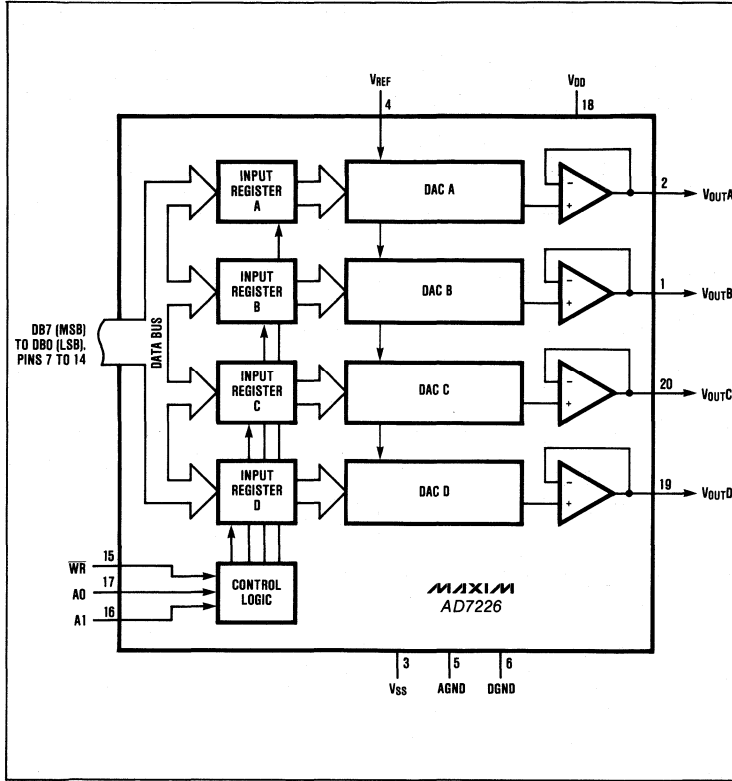 VREF
4
VDD
18
INPUT
REGISTER
A
DAC A
−
+
2
VOUTA
INPUT
REGISTER
B
DAC B
−
+
1
VOUTB
DB7 (MSB)
TO DB0 (LSB),
PINS 7 TO 14
DATA BUS
INPUT
REGISTER
C
DAC C
−
+
20
VOUTC
INPUT
REGISTER
D
DAC D
−
+
19
VOUTD
WR
15
A0
17
A1
16
CONTROL
LOGIC
MAXIM
AD7226
3
5
6
VSS
AGND
DGND